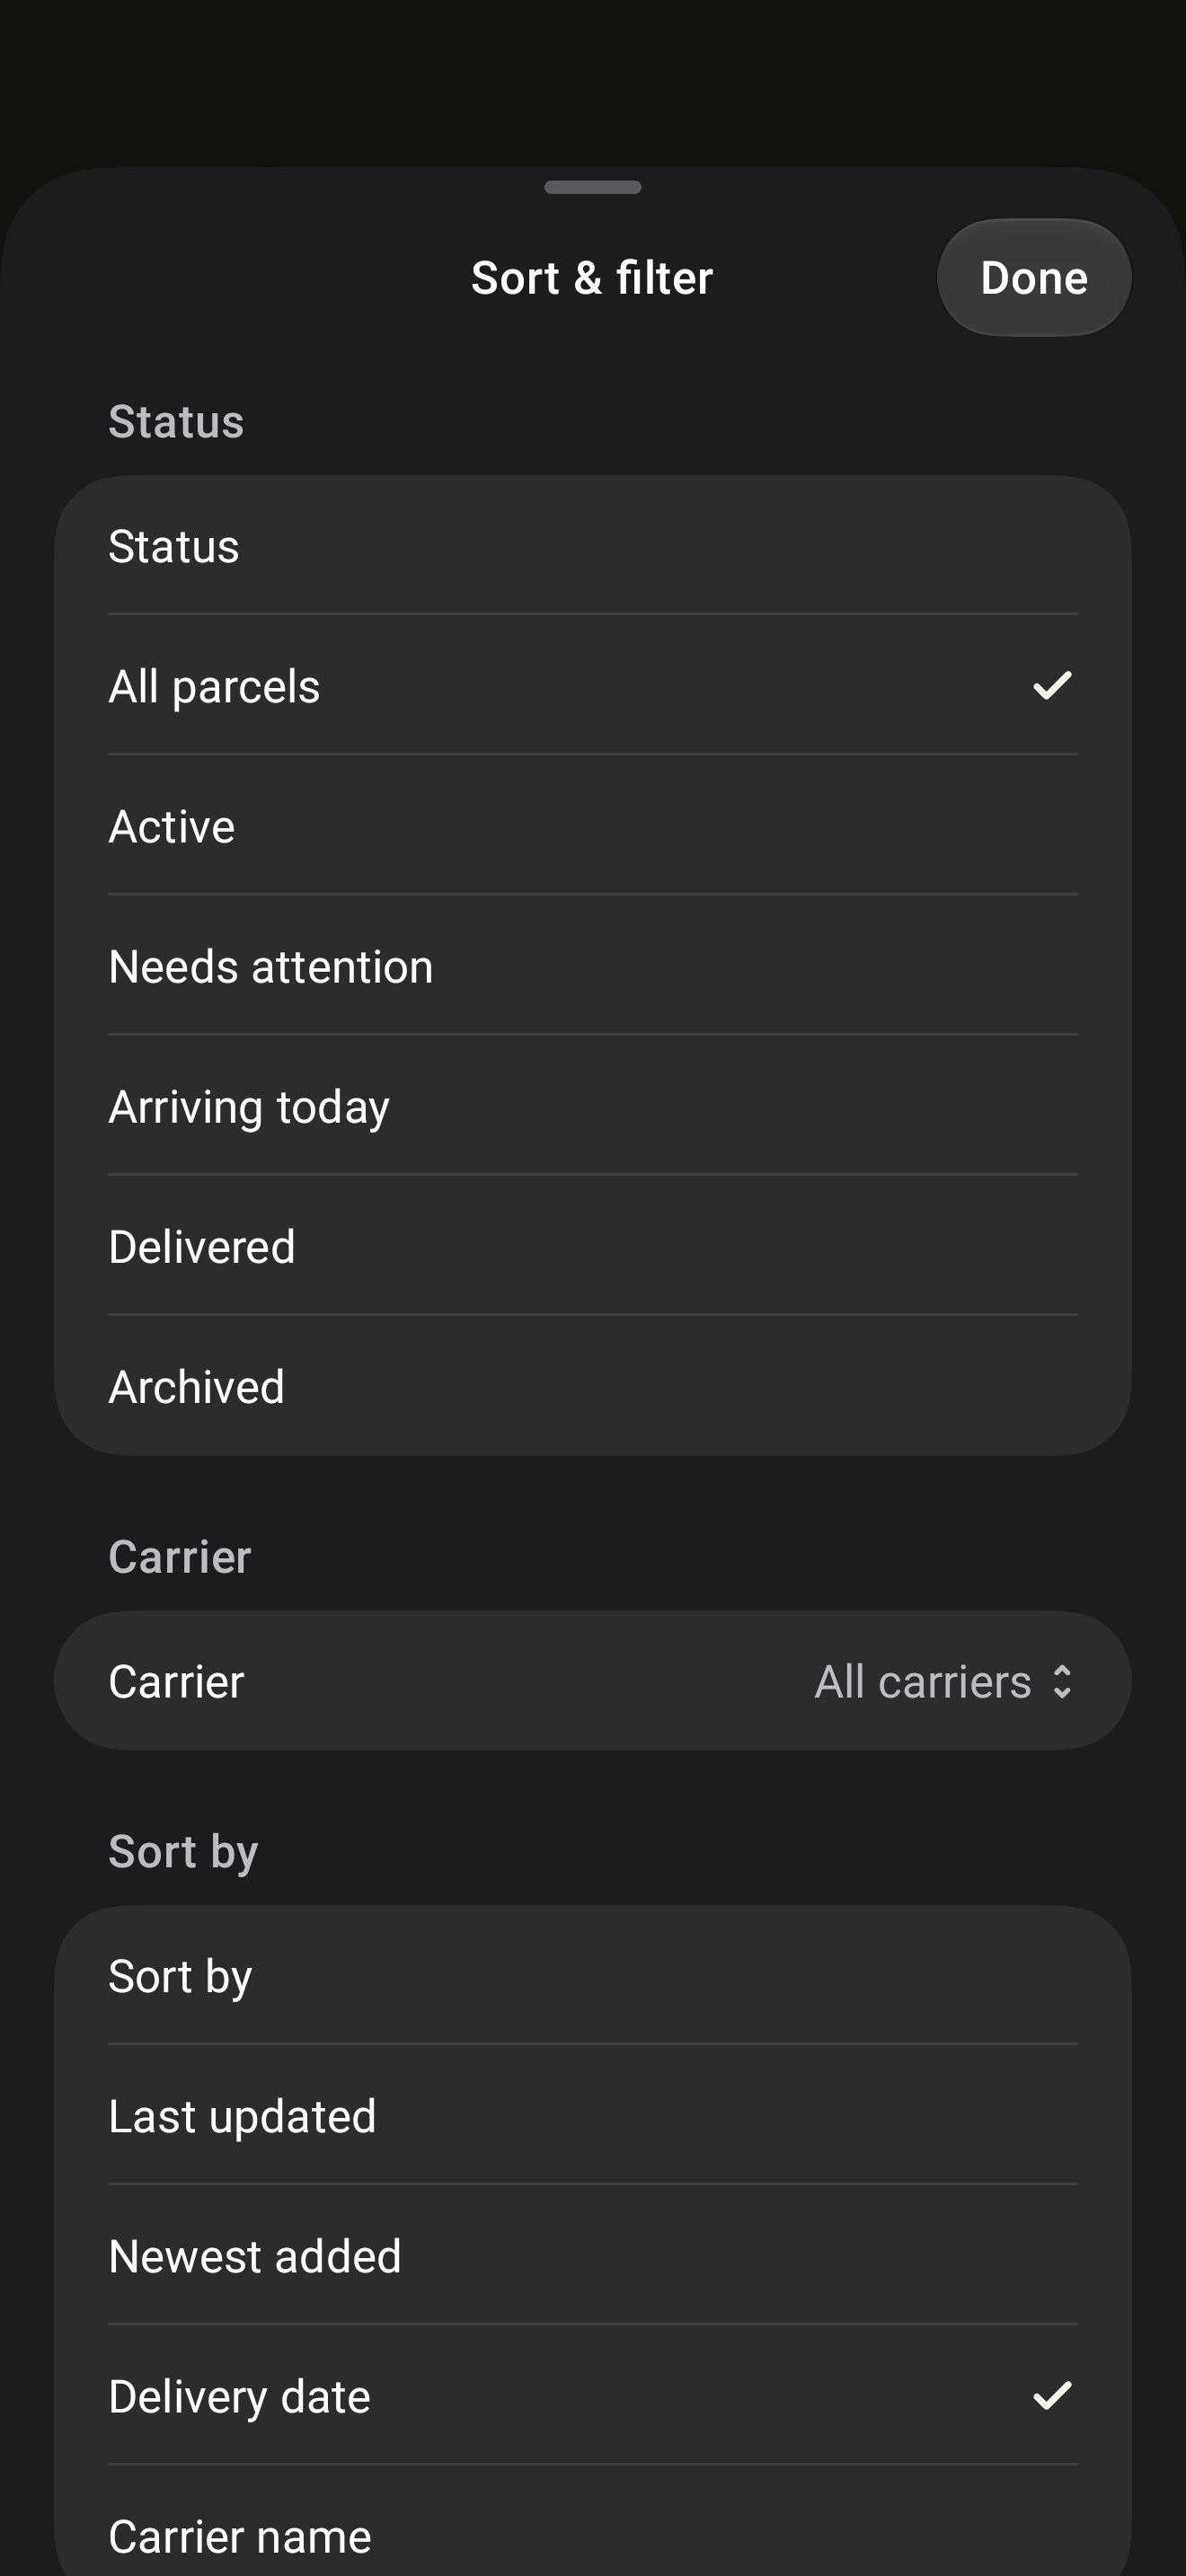 Sort & filter
Done
Status
Status
All parcels
Active
Needs attention
Arriving today
Delivered
Archived
Carrier
Carrier All carriers
Sort by
Sort by
Last updated
Newest added
Delivery date
Carrier name